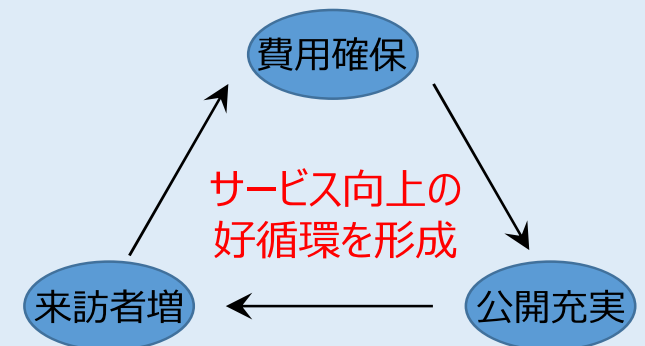 費用確保
サービス向上の
好循環を形成
来訪者増
公開充実